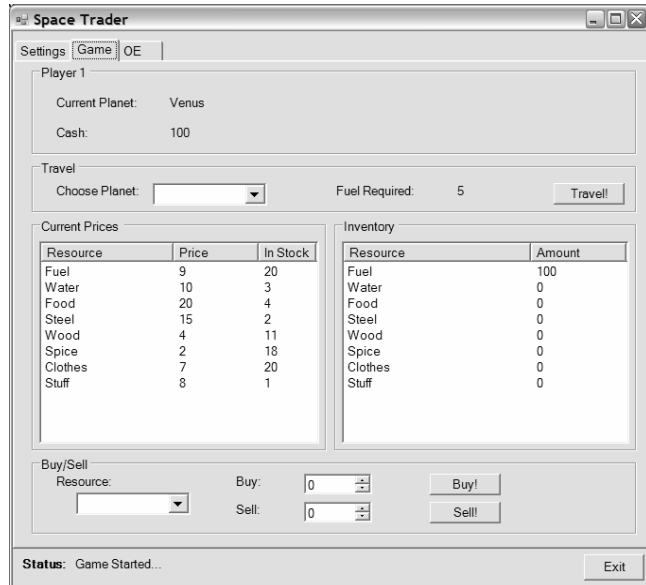 Space Trader
Settings Game OE
Player 1
Current Planet: Venus
Cash: 100
Travel
Choose Planet: Fuel Required: 5 Travel!
Current Prices
Resource Price In Stock
Fuel 9 20
Water 10 3
Food 20 4
Steel 15 2
Wood 4 11
Spice 2 18
Clothes 7 20
Stuff 8 1
Inventory
Resource Amount
Fuel 100
Water 0
Food 0
Steel 0
Wood 0
Spice 0
Clothes 0
Stuff 0
Buy/Sell
Resource: Buy: 0 Buy!
Sell: 0 Sell!
Status: Game Started... Exit